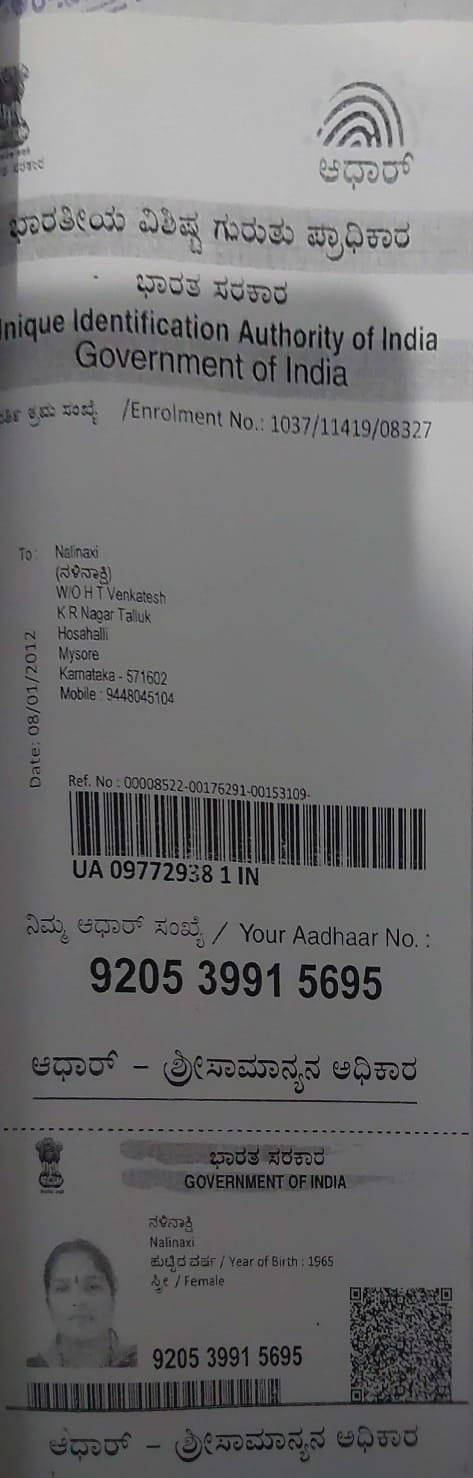 ಆಧಾರ್
ಭಾರತೀಯ ವಿಶಿಷ್ಟ ಗುರುತು ಪ್ರಾಧಿಕಾರ
ಭಾರತ ಸರಕಾರ
nique Identification Authority of India
Government of India
ಕ್ರಮ ಸಂಖ್ಯೆ /Enrolment No.: 1037/11419/08327
To: Nalinaxi
(ನಳಿನಾಕ್ಷಿ)
W/O H T Venkatesh
K R Nagar Talluk
Hosahalli
Mysore
Karnataka - 571602
Mobile : 9448045104
Date: 08/01/2012
Ref. No : 00008522-00176291-00153109-
UA 09772938 1 IN
ನಿಮ್ಮ ಆಧಾರ್ ಸಂಖ್ಯೆ / Your Aadhaar No. :
9205 3991 5695
ಆಧಾರ್ - ಶ್ರೀಸಾಮಾನ್ಯನ ಅಧಿಕಾರ
ಭಾರತ ಸರಕಾರ
GOVERNMENT OF INDIA
ನಳಿನಾಕ್ಷಿ
Nalinaxi
ಹುಟ್ಟಿದ ವರ್ಷ / Year of Birth : 1965
ಸ್ತ್ರೀ / Female
9205 3991 5695
ಆಧಾರ್ - ಶ್ರೀಸಾಮಾನ್ಯನ ಅಧಿಕಾರ